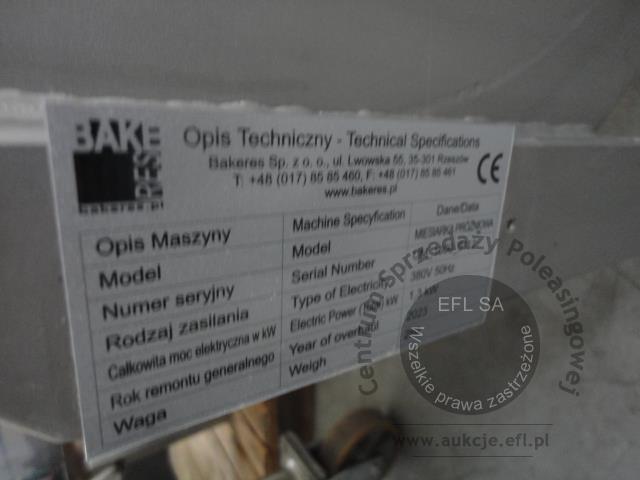 BAKE
RES
bakeres.pl
Opis Techniczny - Technical Specifications
Bakeres Sp. z o. o., ul. Lwowska 55, 35-301 Rzeszów
T: +48 (017) 85 85 460, F: +48 (017) 85 85 461
www.bakeres.pl
CE
Opis Maszyny Machine Specyfication Dane/Data
Model Model MIESIARKA PRÓŻNIOWA
Numer seryjny Serial Number
Rodzaj zasilania Type of Electricity 380V 50Hz
Całkowita moc elektryczna w kW Electric Power kW kW
Rok remontu generalnego Year of overhaul 2023
Waga Weigh
Centrum Sprzedaży Poleasingowej
EFL SA
Wszelkie prawa zastrzeżone
www.aukcje.efl.pl